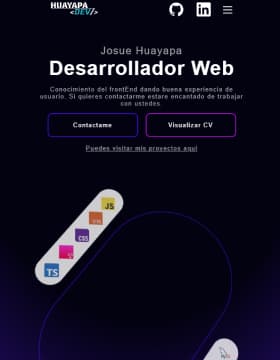 HUAYAPA
<DEV/>
Josue Huayapa
Desarrollador Web
Conocimiento del frontEnd dando buena experiencia de
usuario. Si quieres contactarme estare encantado de trabajar
con ustedes
Contactame
Visualizar CV
Puedes visitar mis proyectos aqui
JS
CSS
TS